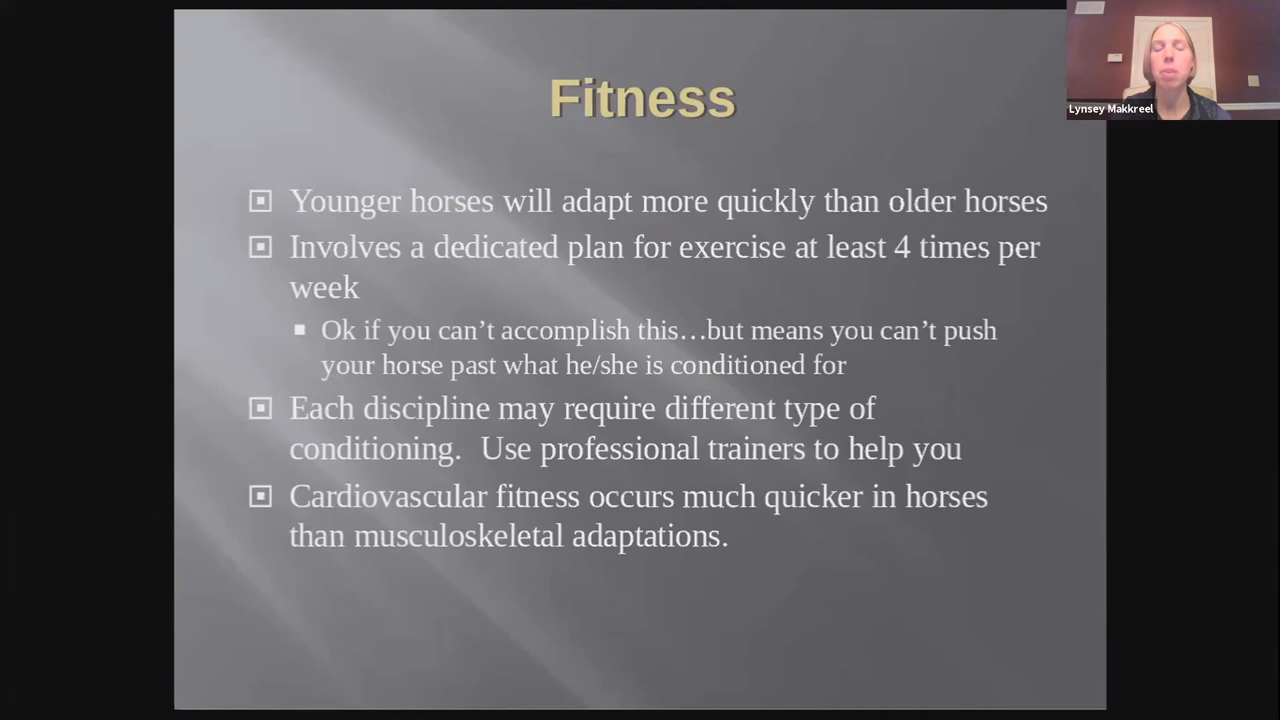 Fitness
Younger horses will adapt more quickly than older horses
Involves a dedicated plan for exercise at least 4 times per
week
Ok if you can’t accomplish this…but means you can’t push
your horse past what he/she is conditioned for
Each discipline may require different type of
conditioning.  Use professional trainers to help you
Cardiovascular fitness occurs much quicker in horses
than musculoskeletal adaptations.
Lynsey Makkreel